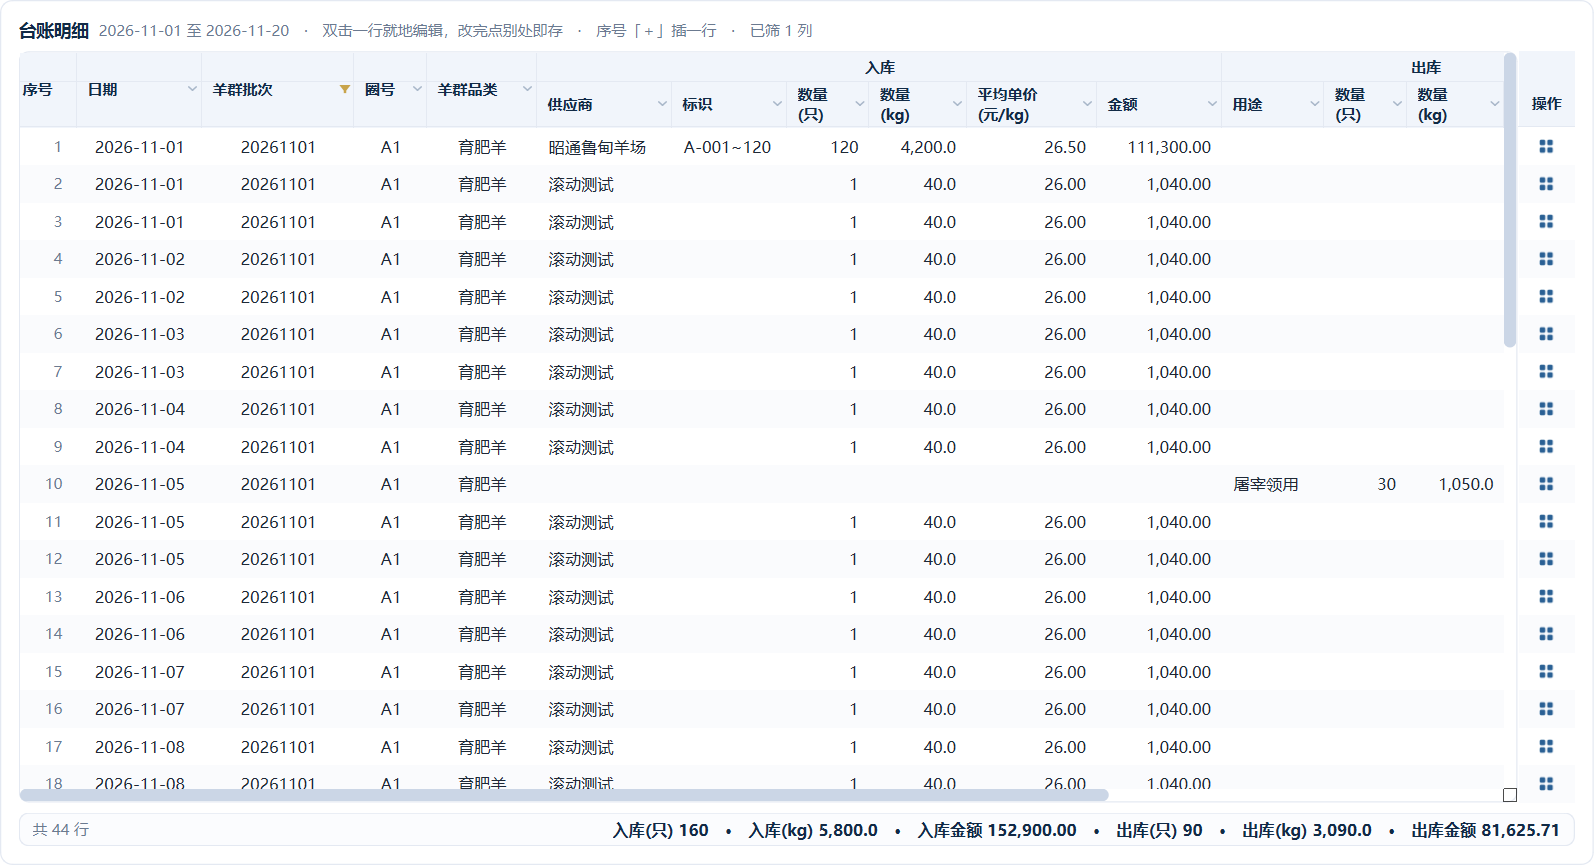 台账明细 2026-11-01 至 2026-11-20 · 双击一行就地编辑，改完点别处即存 · 序号「＋」插一行 · 已筛 1 列
入库 出库
序号 日期 羊群批次 圈号 羊群品类 供应商 标识 数量(只) 数量(kg) 平均单价(元/kg) 金额 用途 数量(只) 数量(kg) 操作
1 2026-11-01 20261101 A1 育肥羊 昭通鲁甸羊场 A-001~120 120 4,200.0 26.50 111,300.00
2 2026-11-01 20261101 A1 育肥羊 滚动测试 1 40.0 26.00 1,040.00
3 2026-11-01 20261101 A1 育肥羊 滚动测试 1 40.0 26.00 1,040.00
4 2026-11-02 20261101 A1 育肥羊 滚动测试 1 40.0 26.00 1,040.00
5 2026-11-02 20261101 A1 育肥羊 滚动测试 1 40.0 26.00 1,040.00
6 2026-11-03 20261101 A1 育肥羊 滚动测试 1 40.0 26.00 1,040.00
7 2026-11-03 20261101 A1 育肥羊 滚动测试 1 40.0 26.00 1,040.00
8 2026-11-04 20261101 A1 育肥羊 滚动测试 1 40.0 26.00 1,040.00
9 2026-11-04 20261101 A1 育肥羊 滚动测试 1 40.0 26.00 1,040.00
10 2026-11-05 20261101 A1 育肥羊 屠宰领用 30 1,050.0
11 2026-11-05 20261101 A1 育肥羊 滚动测试 1 40.0 26.00 1,040.00
12 2026-11-05 20261101 A1 育肥羊 滚动测试 1 40.0 26.00 1,040.00
13 2026-11-06 20261101 A1 育肥羊 滚动测试 1 40.0 26.00 1,040.00
14 2026-11-06 20261101 A1 育肥羊 滚动测试 1 40.0 26.00 1,040.00
15 2026-11-07 20261101 A1 育肥羊 滚动测试 1 40.0 26.00 1,040.00
16 2026-11-07 20261101 A1 育肥羊 滚动测试 1 40.0 26.00 1,040.00
17 2026-11-08 20261101 A1 育肥羊 滚动测试 1 40.0 26.00 1,040.00
18 2026-11-08 20261101 A1 育肥羊 滚动测试 1 40.0 26.00 1,040.00
共 44 行 入库(只) 160 • 入库(kg) 5,800.0 • 入库金额 152,900.00 • 出库(只) 90 • 出库(kg) 3,090.0 • 出库金额 81,625.71